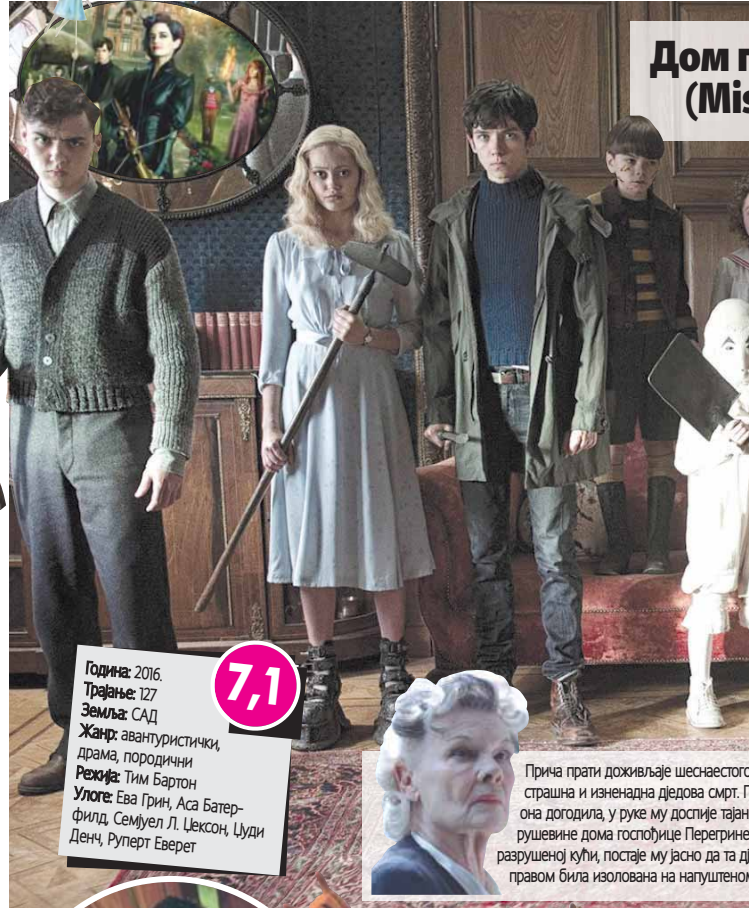 Дом
(Mis
Година: 2016.
Трајање: 127
Земља: САД
Жанр: авантуристички,
драма, породични
Режија: Тим Бартон
Улоге: Ева Грин, Аса Батер-
филд, Семјуел Л. Џексон, Џуди
Денч, Руперт Еверет
7,1
Прича прати доживљаје шеснаестого
страшна и изненадна дједова смрт.
она догодила, у руке му доспије тајан
рушевине дома госпођице Перегрине
разрушеној кући, постаје му јасно да та дј
правом била изолована на напуштеном